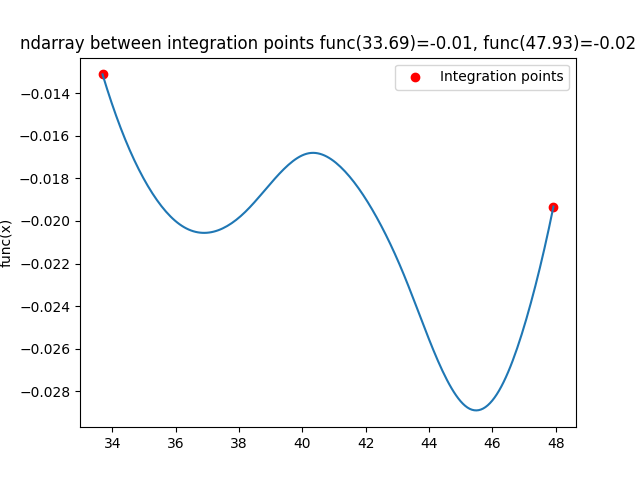 ndarray between integration points func(33.69)=-0.01, func(47.93)=-0.02
Integration points
func(x)
−0.014
−0.016
−0.018
−0.020
−0.022
−0.024
−0.026
−0.028
34 36 38 40 42 44 46 48